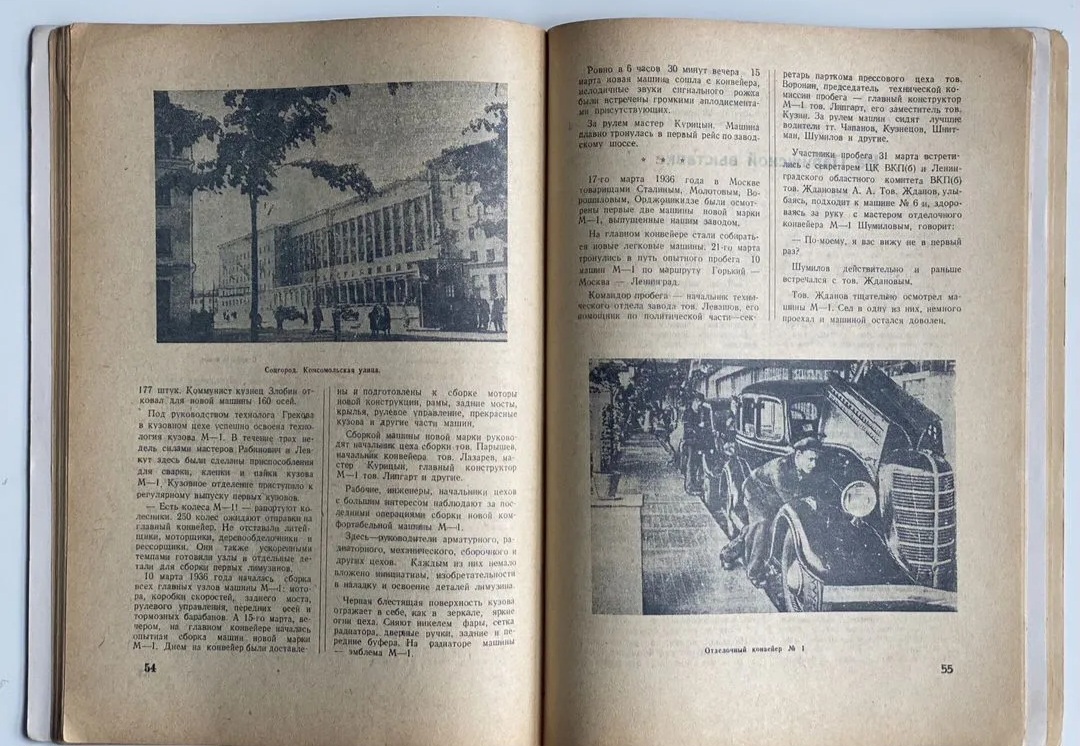 Соцгород. Комсомольская улица.
177 штук. Коммунист кузнец Злобин от-
ковал для новой машины 160 осей.
Под руководством технолога Грехова
в кузовном цехе успешно освоена техно-
логия кузова М—1. В течение трех не-
дель силами мастеров Рабинович и Лев-
кут здесь были сделаны приспособления
для сварки, клепки и пайки кузова
М—1. Кузовное отделение приступило к
регулярному выпуску первых кузовов.
— Есть колеса М—1! — рапортуют ко-
лесники. 250 колес ожидают отправки на
главный конвейер. Не отставали литей-
щики, моторщики, деревообделочники и
рессорщики. Они также ускоренными
темпами готовили узлы и отдельные де-
тали для сборки первых лимузинов.
10 марта 1936 года началась сборка
всех главных узлов машины М—1: мото-
ра, коробки скоростей, заднего моста,
рулевого управления, передних осей и
тормозных барабанов. А 15-го марта, ве-
чером, на главном конвейере началась
опытная сборка машин новой марки
М—1. Днем на конвейер были доставле-
ны и подготовлены к сборке моторы
новой конструкции, рамы, задние мосты,
крылья, рулевое управление, прекрасные
кузова и другие части машин.
Сборкой машины новой марки руково-
дят начальник цеха сборки тов. Парышев,
начальник конвейера тов. Лазарев, ма-
стер Курицын, главный конструктор
М—1 тов. Липгарт и другие.
Рабочие, инженеры, начальники цехов
с большим интересом наблюдают за по-
следними операциями сборки новой ком-
фортабельной машины М—1.
Здесь—руководители арматурного, ра-
диаторного, механического, сборочного и
других цехов. Каждым из них немало
вложено инициативы, изобретательности
в наладку и освоение деталей лимузина.
Черная блестящая поверхность кузова
отражает в себе, как в зеркале, яркие
огни цеха. Сияют никелем фары, сетка
радиатора, дверные ручки, задние и пе-
редние буфера. На радиаторе машины
— эмблема М—1.
54
Ровно в 6 часов 30 минут вечера 15
марта новая машина сошла с конвейера,
мелодичные звуки сигнального рожка
были встречены громкими аплодисмента-
ми присутствующих.
За рулем мастер Курицын. Машина
плавно тронулась в первый рейс по завод-
скому шоссе.
* * *
17-го марта 1936 года в Москве
товарищами Сталиным, Молотовым, Во-
рошиловым, Орджоникидзе были осмот-
рены первые две машины новой марки
М—1, выпущенные нашим заводом.
На главном конвейере стали собирать-
ся новые легковые машины. 21-го марта
тронулись в путь опытного пробега 10
машин М—1 по маршруту Горький —
Москва — Ленинград.
Командор пробега — начальник техни-
ческого отдела завода тов. Левашов, его
помощник по политической части—сек-
ретарь парткома прессового цеха тов.
Воронин, председатель технической ко-
миссии пробега — главный конструктор
М—1 тов. Липгарт, его заместитель тов.
Кузин. За рулем машин сидят лучшие
водители тт. Чапанов, Кузнецов, Шнит-
ман, Шумилов и другие.
Участники пробега 31 марта встрети-
лись с секретарем ЦК ВКП(б) и Ленин-
градского областного комитета ВКП(б)
тов. Ждановым А. А. Тов. Жданов, улы-
баясь, подходит к машине № 6 и, здоро-
ваясь за руку с мастером отделочного
конвейера М—1 Шумиловым, говорит:
— По-моему, я вас вижу не в первый
раз?
Шумилов действительно и раньше
встречался с тов. Ждановым.
Тов. Жданов тщательно осмотрел ма-
шины М—1. Сел в одну из них, немного
проехал и машиной остался доволен.
Отделочный конвейер № 1
55